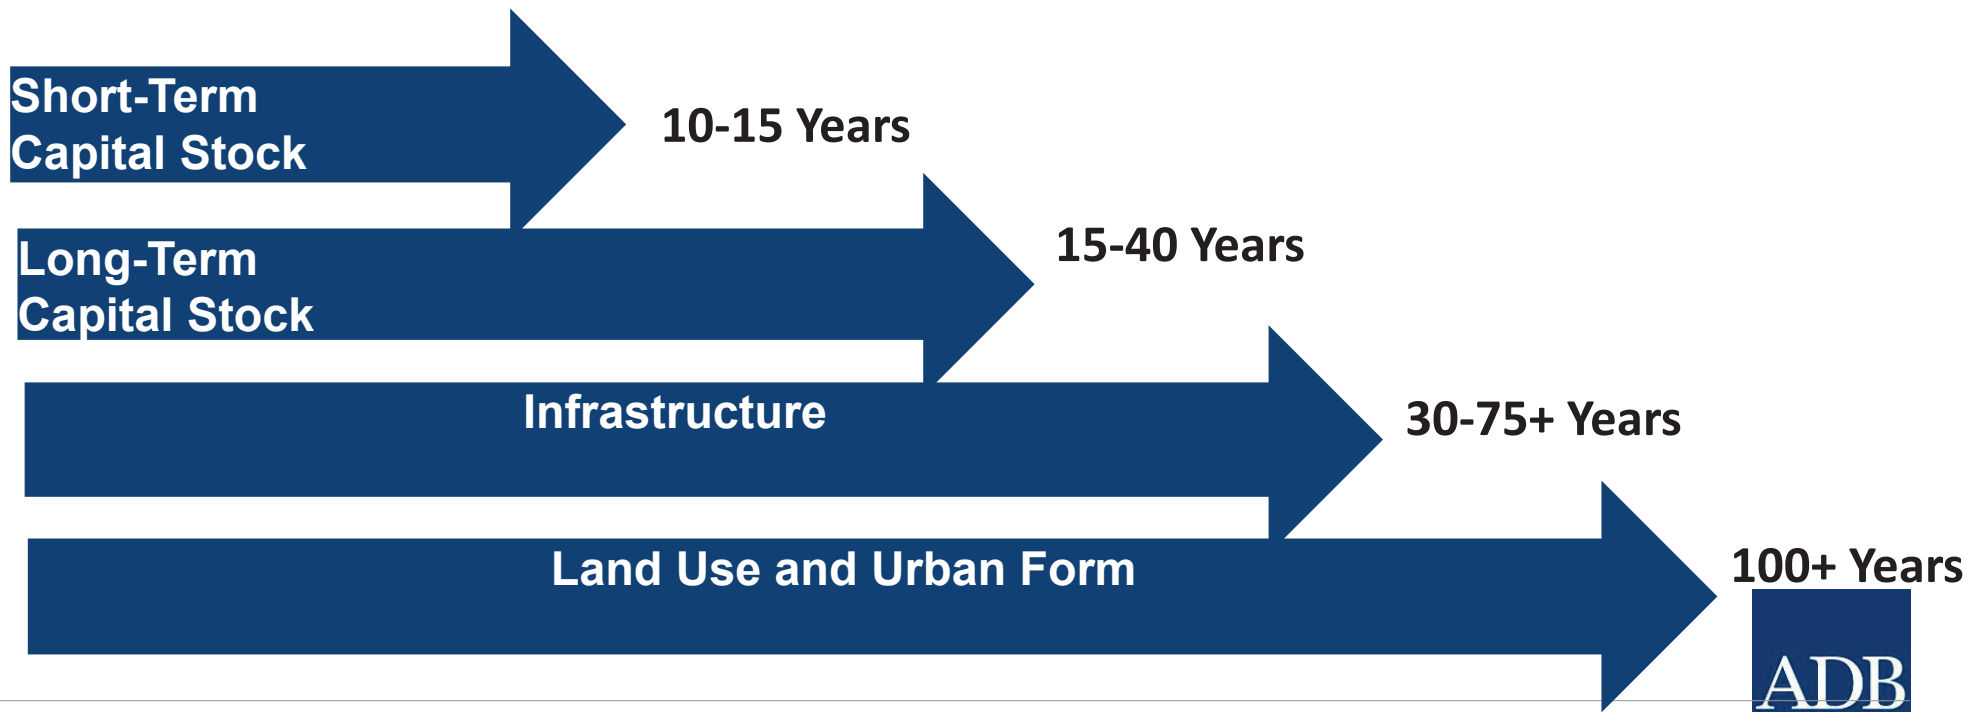 Short-Term
Capital Stock
10-15 Years
Long-Term
Capital Stock
15-40 Years
Infrastructure
30-75+ Years
Land Use and Urban Form
100+ Years
ADB